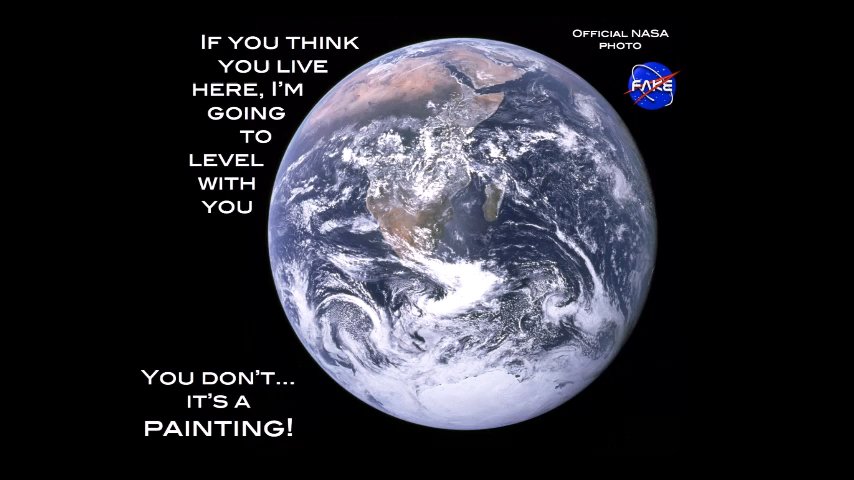 If you think
you live
here, I'm
going
to
level
with
you
Official NASA
photo
FAKE
You don't...
it's a
painting!